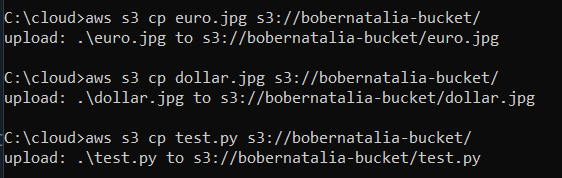 C:\cloud>aws s3 cp euro.jpg s3://bobernatalia-bucket/
upload: .\euro.jpg to s3://bobernatalia-bucket/euro.jpg
C:\cloud>aws s3 cp dollar.jpg s3://bobernatalia-bucket/
upload: .\dollar.jpg to s3://bobernatalia-bucket/dollar.jpg
C:\cloud>aws s3 cp test.py s3://bobernatalia-bucket/
upload: .\test.py to s3://bobernatalia-bucket/test.py